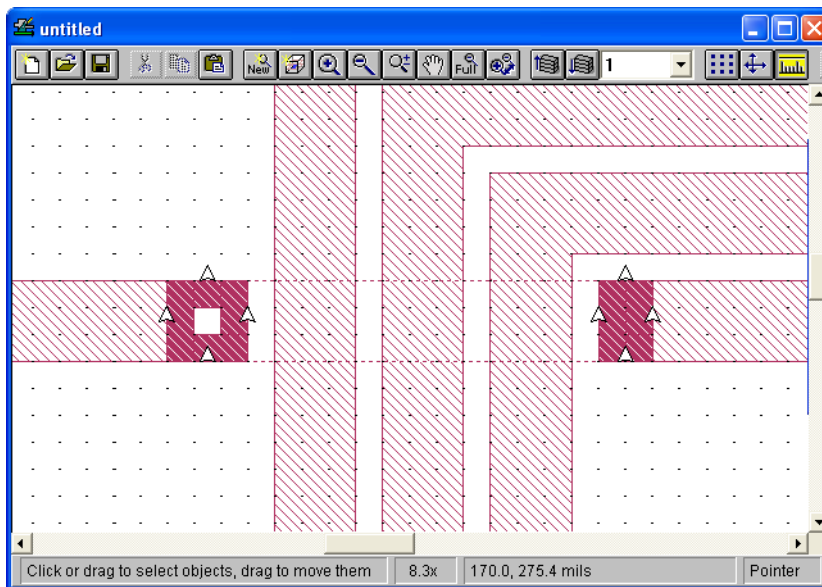 untitled
New
Full
1
Click or drag to select objects, drag to move them
8.3x
170.0, 275.4 mils
Pointer